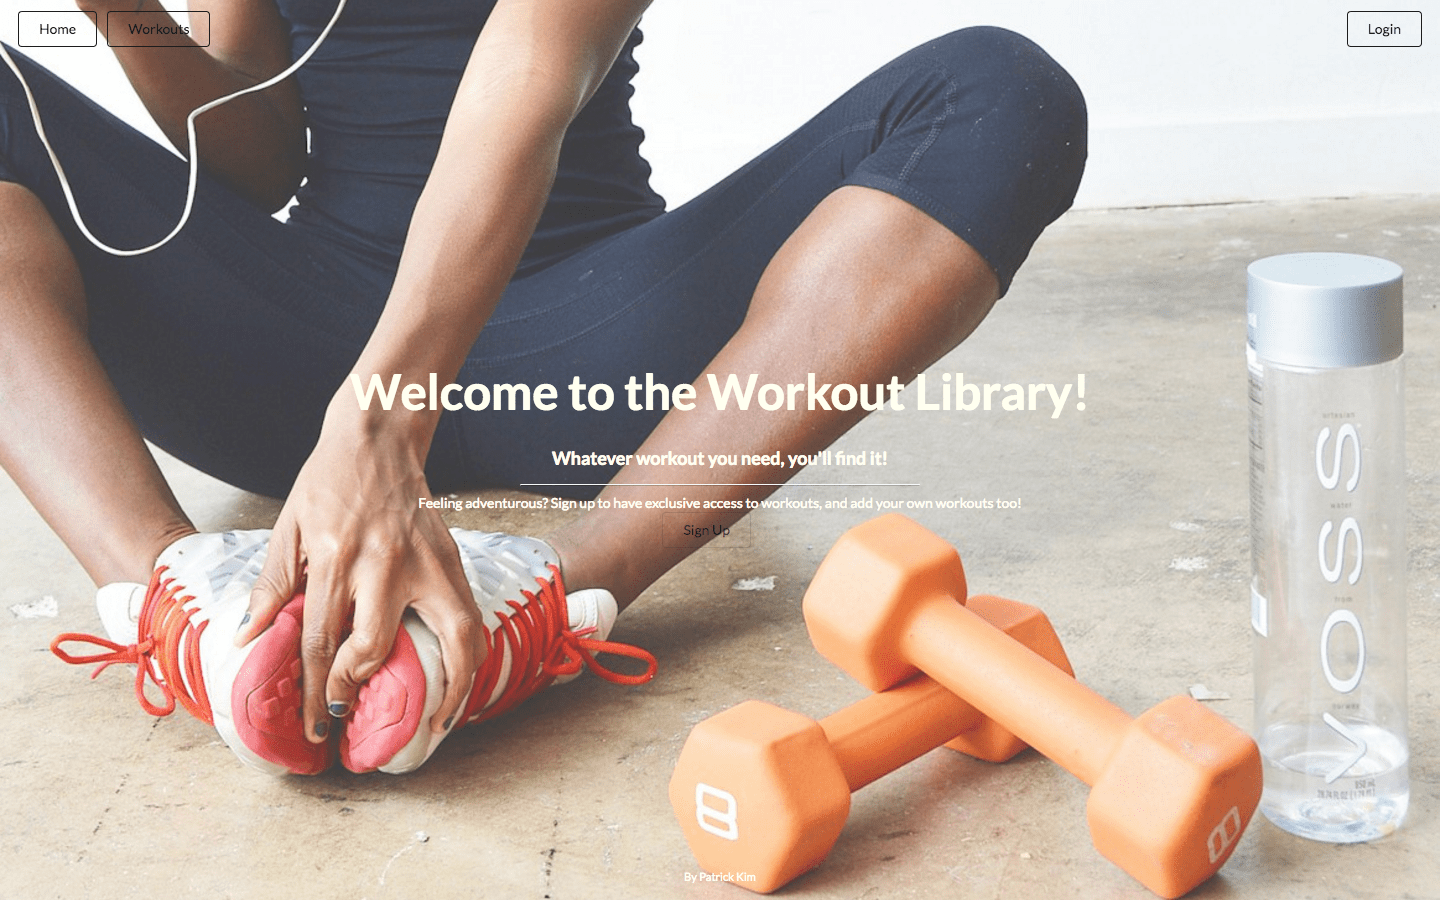 Home
Workouts
Login
Welcome to the Workout Library!
Whatever workout you need, you'll find it!
Feeling adventurous? Sign up to have exclusive access to workouts, and add your own workouts too!
Sign Up
VOSS
8
8
By Patrick Kim